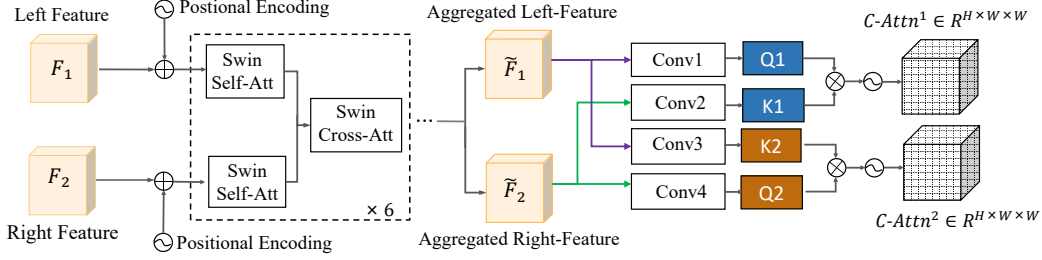 Left Feature
Postional Encoding
Aggregated Left-Feature
C-Attn¹ ∈ R^{H×W×W}
F₁
Swin
Self-Att
F̃₁
Conv1
Q1
Swin
Cross-Att
...
Conv2
K1
Conv3
K2
F₂
Swin
Self-Att
F̃₂
Conv4
Q2
× 6
Right Feature
Positional Encoding
Aggregated Right-Feature
C-Attn² ∈ R^{H×W×W}